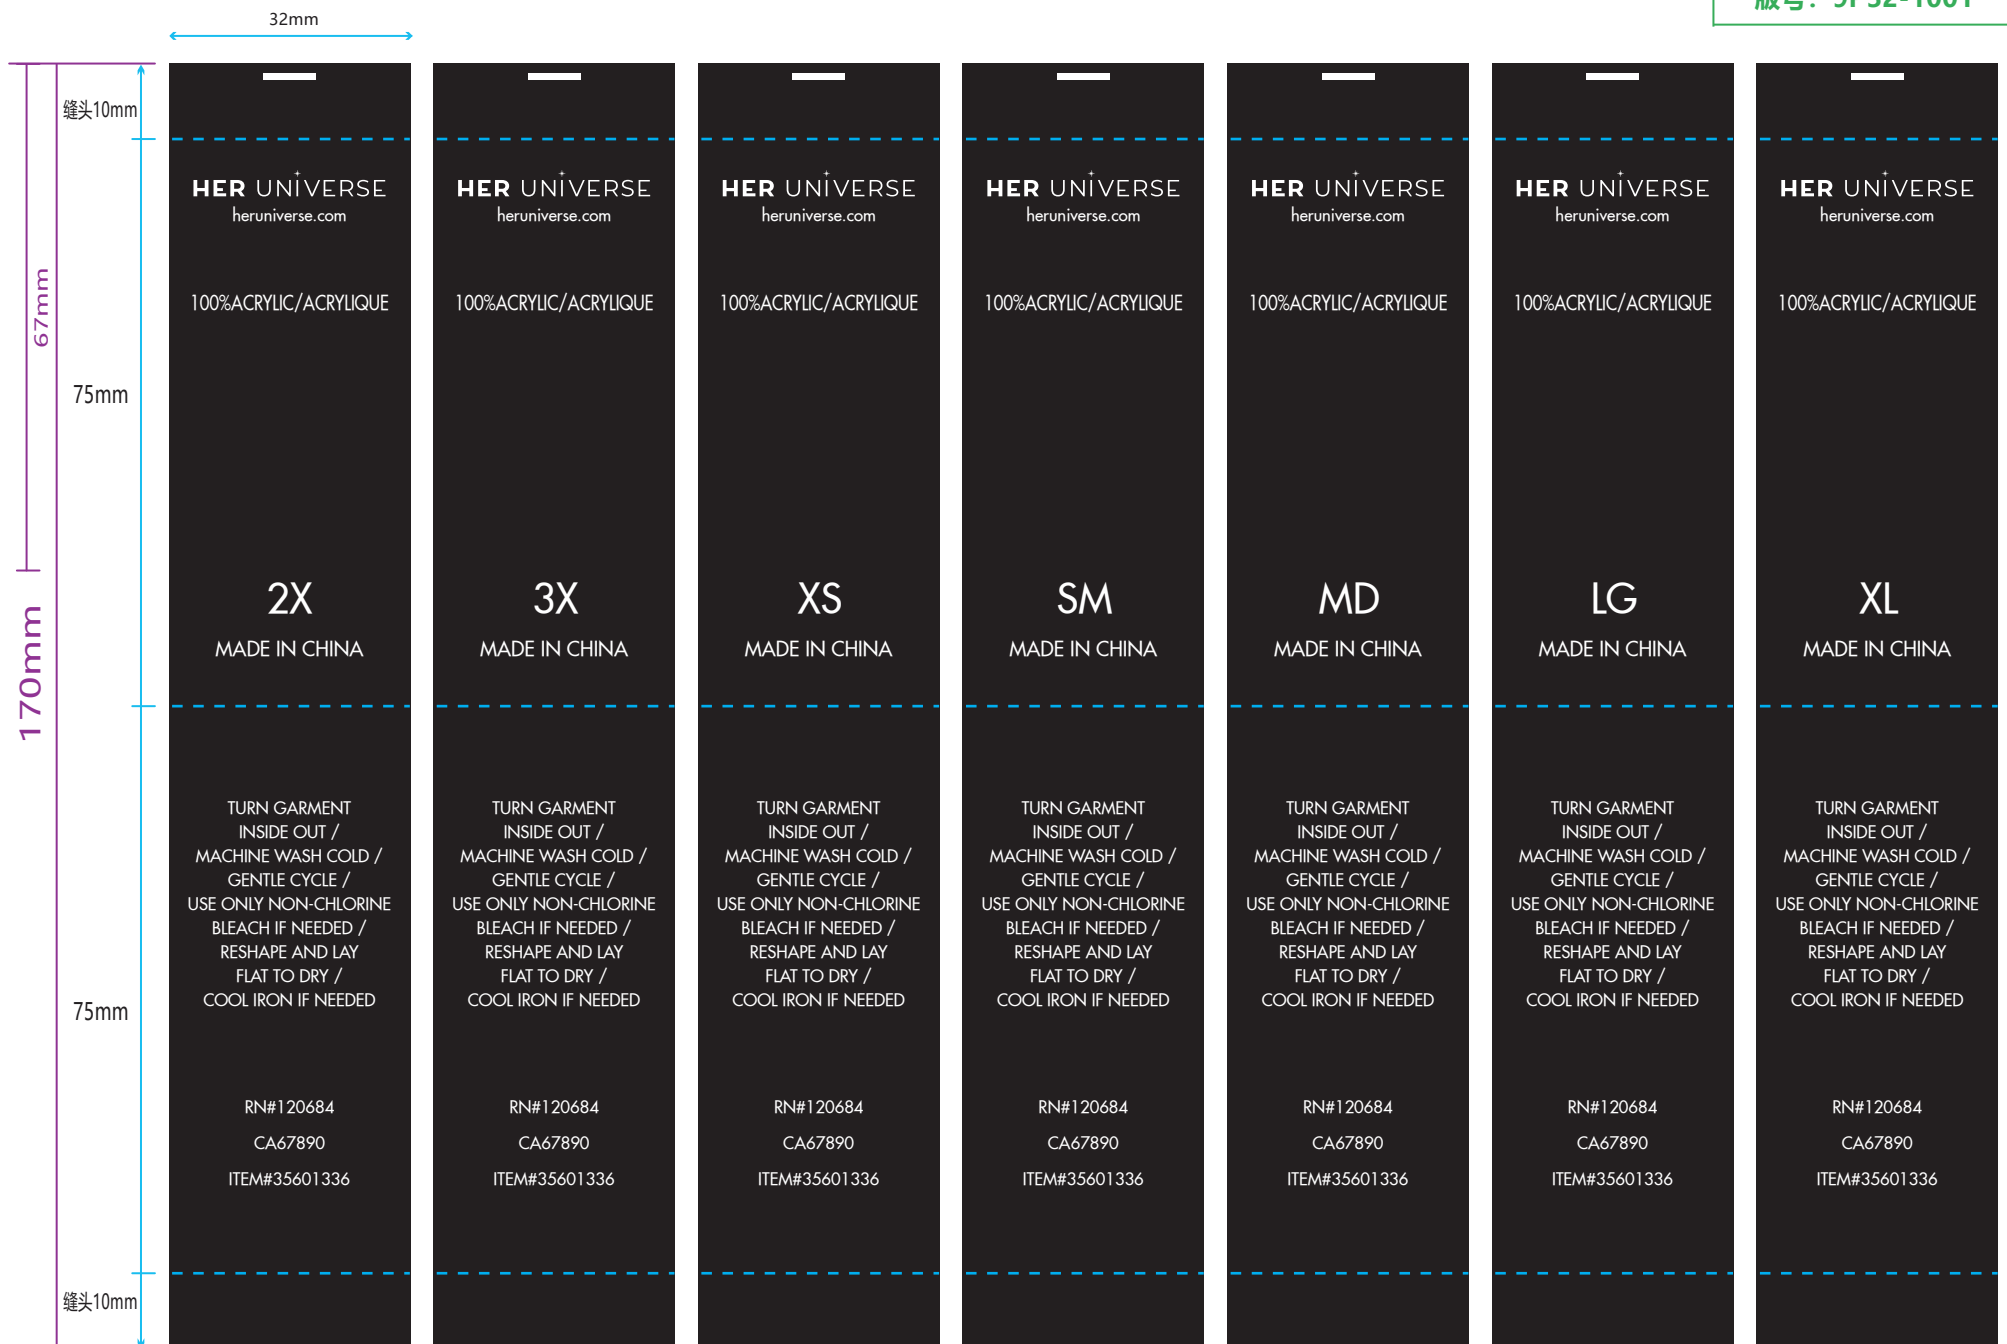 32mm
缝头10mm
67mm
75mm
170mm
75mm
缝头10mm
HER UNIVERSE
heruniverse.com
100%ACRYLIC/ACRYLIQUE
2X
MADE IN CHINA
TURN GARMENT
INSIDE OUT /
MACHINE WASH COLD /
GENTLE CYCLE /
USE ONLY NON-CHLORINE
BLEACH IF NEEDED /
RESHAPE AND LAY
FLAT TO DRY /
COOL IRON IF NEEDED
RN#120684
CA67890
ITEM#35601336
HER UNIVERSE
heruniverse.com
100%ACRYLIC/ACRYLIQUE
3X
MADE IN CHINA
TURN GARMENT
INSIDE OUT /
MACHINE WASH COLD /
GENTLE CYCLE /
USE ONLY NON-CHLORINE
BLEACH IF NEEDED /
RESHAPE AND LAY
FLAT TO DRY /
COOL IRON IF NEEDED
RN#120684
CA67890
ITEM#35601336
HER UNIVERSE
heruniverse.com
100%ACRYLIC/ACRYLIQUE
XS
MADE IN CHINA
TURN GARMENT
INSIDE OUT /
MACHINE WASH COLD /
GENTLE CYCLE /
USE ONLY NON-CHLORINE
BLEACH IF NEEDED /
RESHAPE AND LAY
FLAT TO DRY /
COOL IRON IF NEEDED
RN#120684
CA67890
ITEM#35601336
HER UNIVERSE
heruniverse.com
100%ACRYLIC/ACRYLIQUE
SM
MADE IN CHINA
TURN GARMENT
INSIDE OUT /
MACHINE WASH COLD /
GENTLE CYCLE /
USE ONLY NON-CHLORINE
BLEACH IF NEEDED /
RESHAPE AND LAY
FLAT TO DRY /
COOL IRON IF NEEDED
RN#120684
CA67890
ITEM#35601336
HER UNIVERSE
heruniverse.com
100%ACRYLIC/ACRYLIQUE
MD
MADE IN CHINA
TURN GARMENT
INSIDE OUT /
MACHINE WASH COLD /
GENTLE CYCLE /
USE ONLY NON-CHLORINE
BLEACH IF NEEDED /
RESHAPE AND LAY
FLAT TO DRY /
COOL IRON IF NEEDED
RN#120684
CA67890
ITEM#35601336
HER UNIVERSE
heruniverse.com
100%ACRYLIC/ACRYLIQUE
LG
MADE IN CHINA
TURN GARMENT
INSIDE OUT /
MACHINE WASH COLD /
GENTLE CYCLE /
USE ONLY NON-CHLORINE
BLEACH IF NEEDED /
RESHAPE AND LAY
FLAT TO DRY /
COOL IRON IF NEEDED
RN#120684
CA67890
ITEM#35601336
HER UNIVERSE
heruniverse.com
100%ACRYLIC/ACRYLIQUE
XL
MADE IN CHINA
TURN GARMENT
INSIDE OUT /
MACHINE WASH COLD /
GENTLE CYCLE /
USE ONLY NON-CHLORINE
BLEACH IF NEEDED /
RESHAPE AND LAY
FLAT TO DRY /
COOL IRON IF NEEDED
RN#120684
CA67890
ITEM#35601336